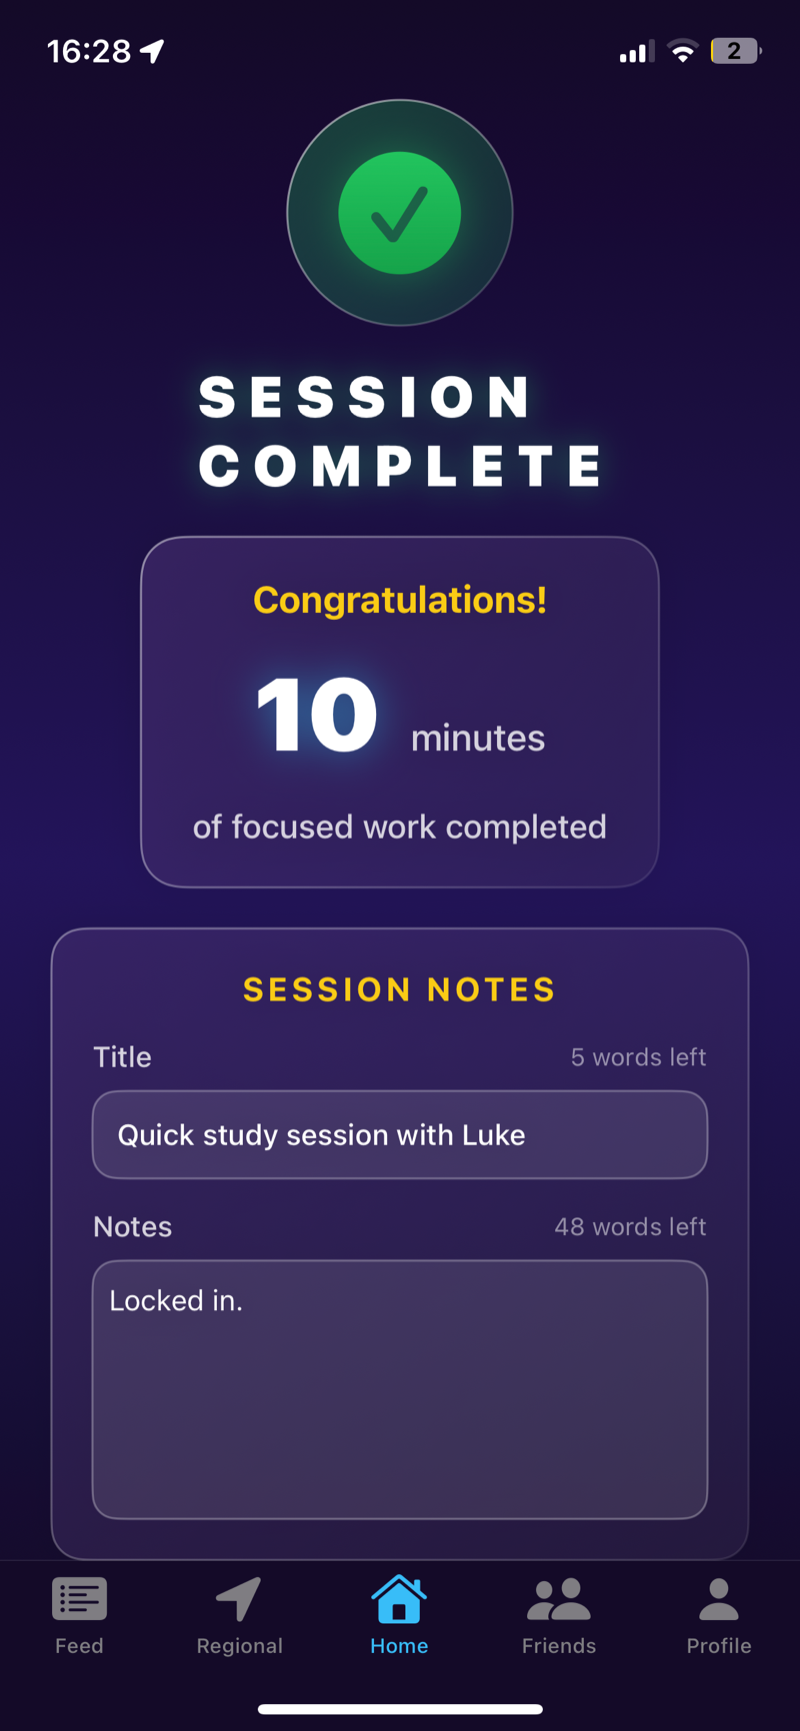 16:28
2
SESSION
COMPLETE
Congratulations!
10 minutes
of focused work completed
SESSION NOTES
Title 5 words left
Quick study session with Luke
Notes 48 words left
Locked in.
Feed Regional Home Friends Profile